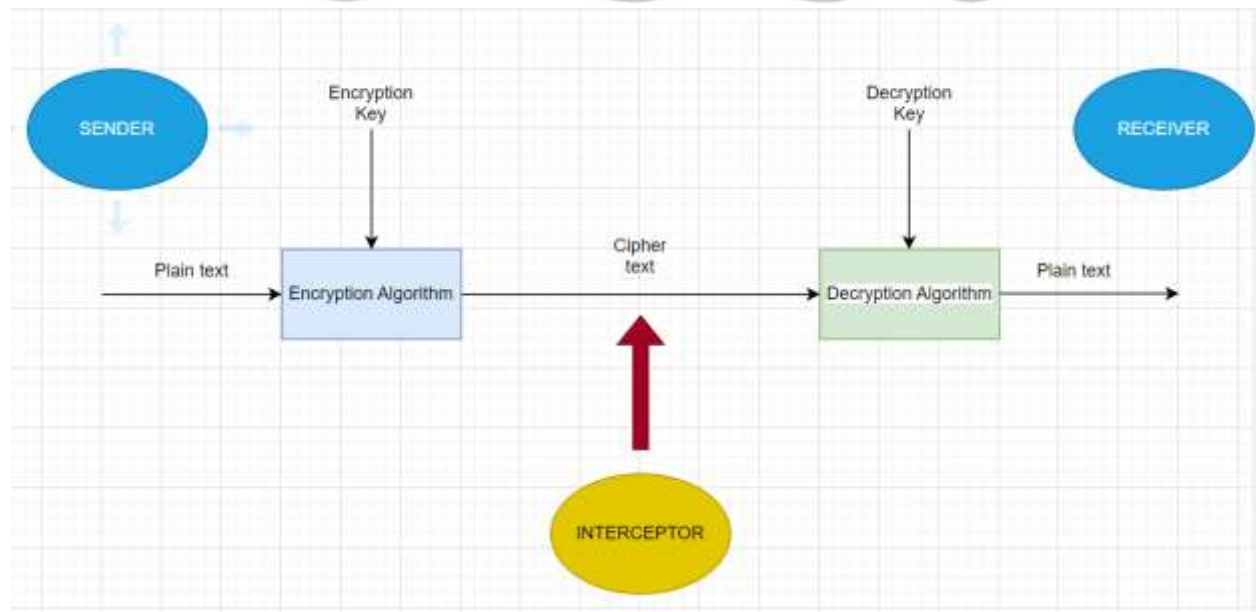 SENDER
Encryption
Key
Decryption
Key
RECEIVER
Plain text
Encryption Algorithm
Cipher
text
Decryption Algorithm
Plain text
INTERCEPTOR